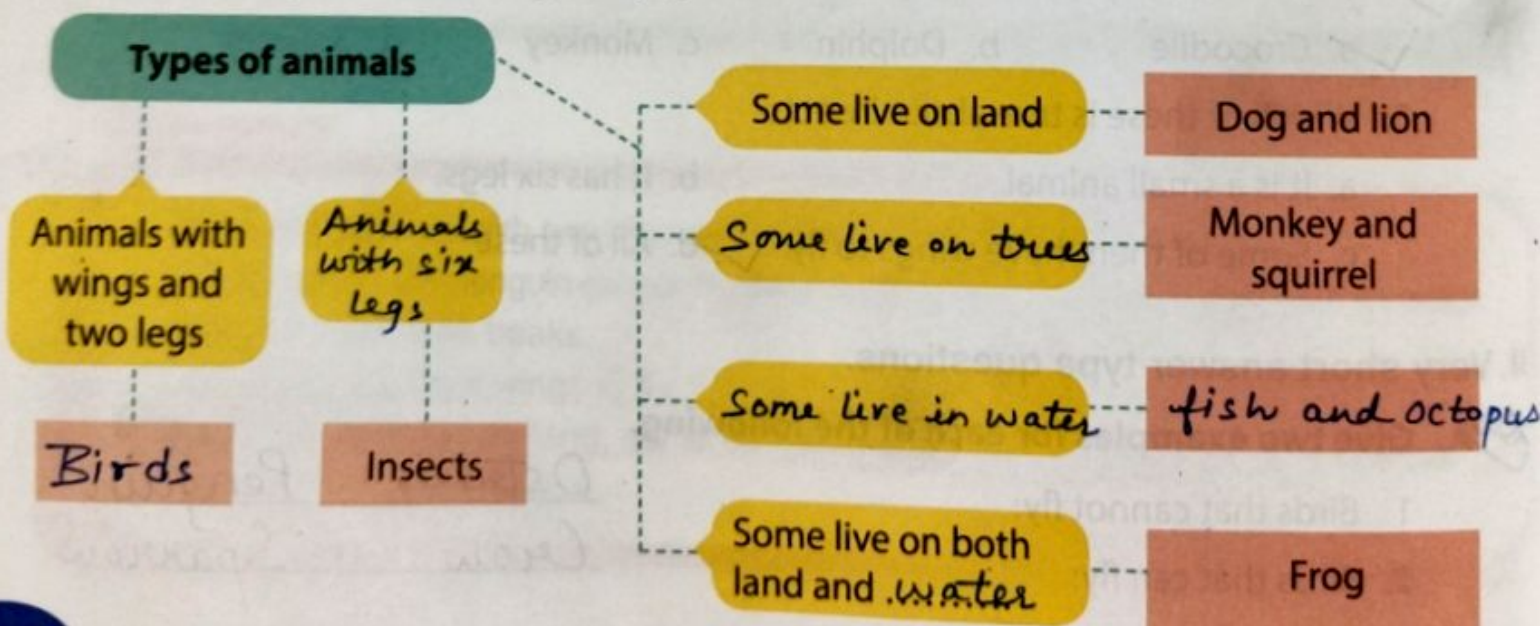 Types of animals
Animals with
wings and
two legs
Birds
Animals
with six
legs
Insects
Some live on land
Dog and lion
Some live on trees
Monkey and
squirrel
Some live in water
fish and octopus
Some live on both
land and water
Frog